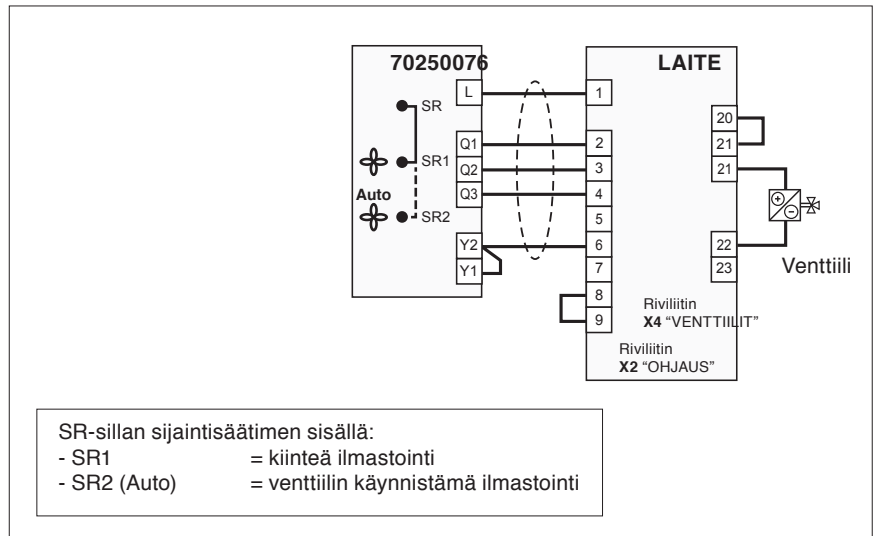 70250076
LAITE
L
1
SR
20
Q1
2
21
SR1
Q2
3
21
Auto
Q3
4
5
SR2
Y2
6
22
Venttiili
Y1
7
23
8
Riviliitin
9
X4 “VENTTIILIT”
Riviliitin
X2 “OHJAUS”
SR-sillan sijaintisäätimen sisällä:
- SR1 = kiinteä ilmastointi
- SR2 (Auto) = venttiilin käynnistämä ilmastointi